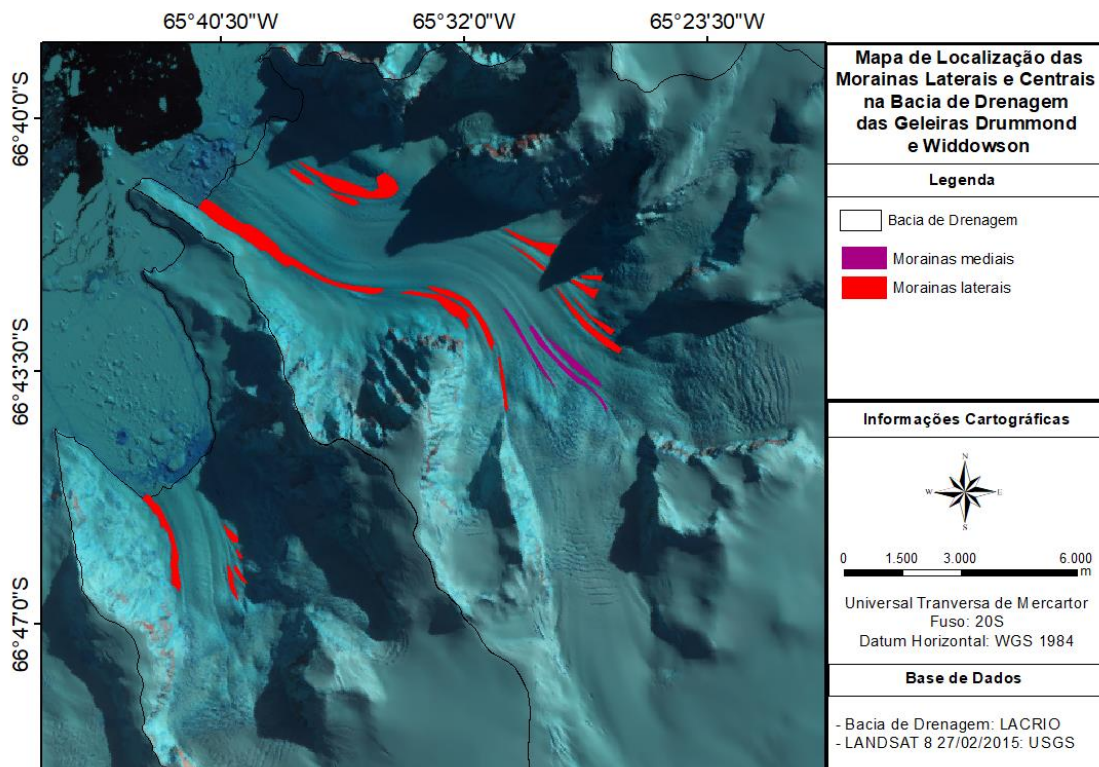 65°40'30"W
65°32'0"W
65°23'30"W
66°40'0"S
66°43'30"S
66°47'0"S
Mapa de Localização das
Morainas Laterais e Centrais
na Bacia de Drenagem
das Geleiras Drummond
e Widdowson
Legenda
Bacia de Drenagem
Morainas mediais
Morainas laterais
Informações Cartográficas
N
W E
S
0 1.500 3.000 6.000
m
Universal Tranversa de Mercartor
Fuso: 20S
Datum Horizontal: WGS 1984
Base de Dados
- Bacia de Drenagem: LACRIO
- LANDSAT 8 27/02/2015: USGS